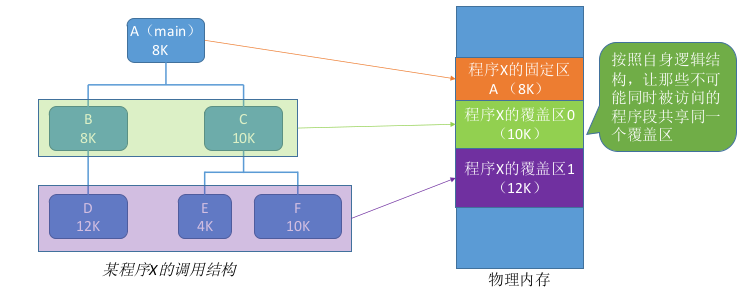 A（main）
8K
B
8K
C
10K
D
12K
E
4K
F
10K
某程序X的调用结构
程序X的固定区
A （8K）
程序X的覆盖区0
（10K）
程序X的覆盖区1
（12K）
物理内存
按照自身逻辑结
构，让那些不可
能同时被访问的
程序段共享同一
个覆盖区